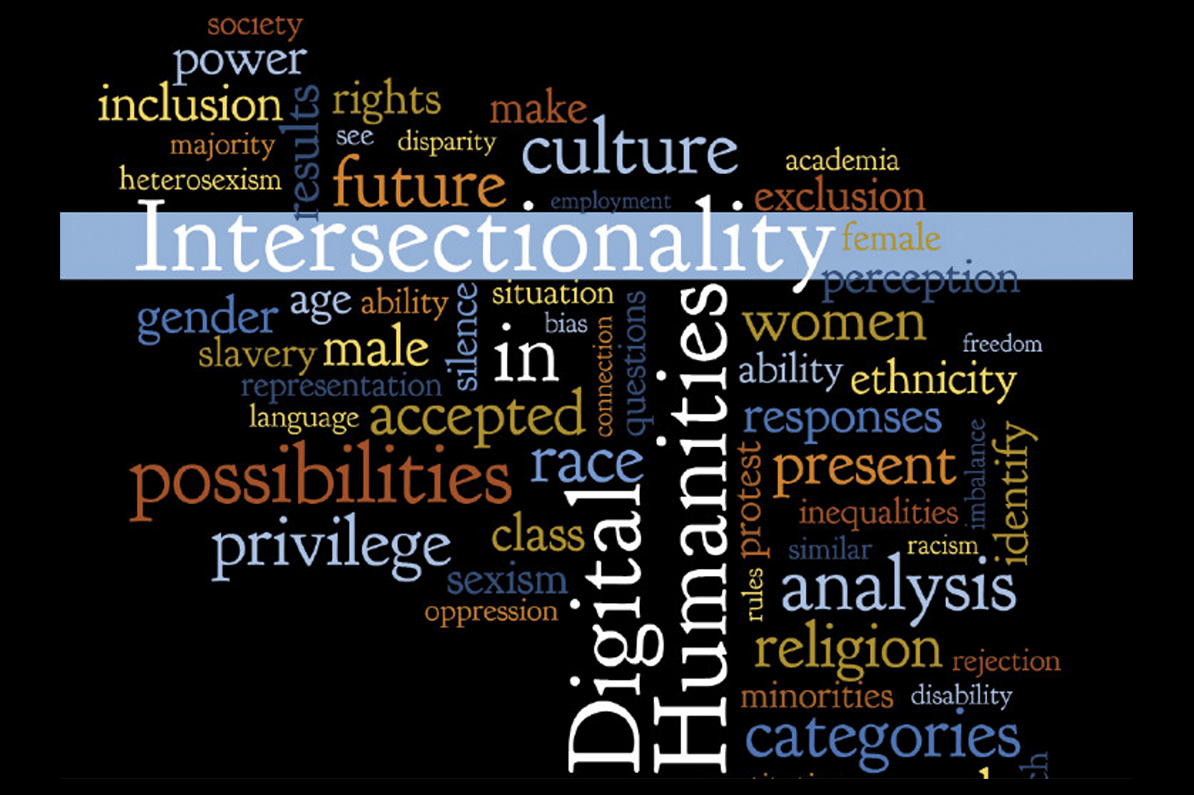 society
power
inclusion
results
rights
make
majority
see
disparity
culture
academia
heterosexism
future
employment
exclusion
Intersectionality
female
perception
gender
age
ability
silence
situation
bias
connection
questions
women
freedom
slavery
male
in
ability
ethnicity
representation
language
accepted
responses
imbalance
identify
possibilities
race
protest
present
inequalities
privilege
class
similar
racism
sexism
rules
analysis
oppression
Digital
Humanities
religion
rejection
minorities
disability
categories